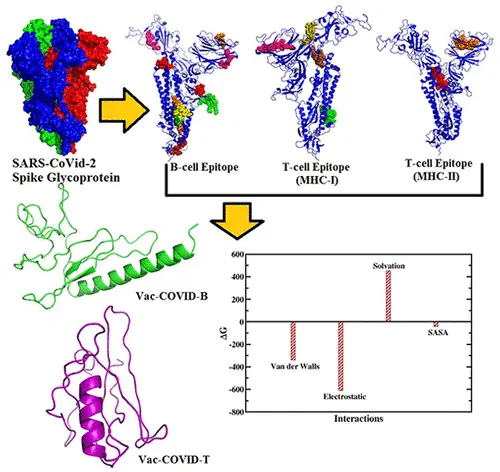 SARS-CoVid-2
Spike Glycoprotein
B-cell Epitope
T-cell Epitope
(MHC-I)
T-cell Epitope
(MHC-II)
Vac-COVID-B
Vac-COVID-T
600
400
200
0
-200
-400
-600
-800
ΔG
Solvation
SASA
Van der Walls
Electrostatic
Interactions